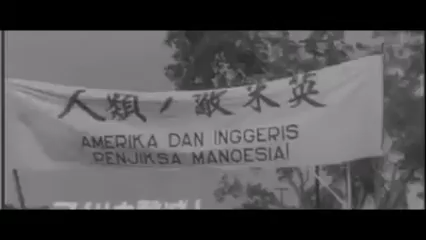 人類ノ敵米英
AMERIKA DAN INGGERIS
PENJIKSA MANOESIA!